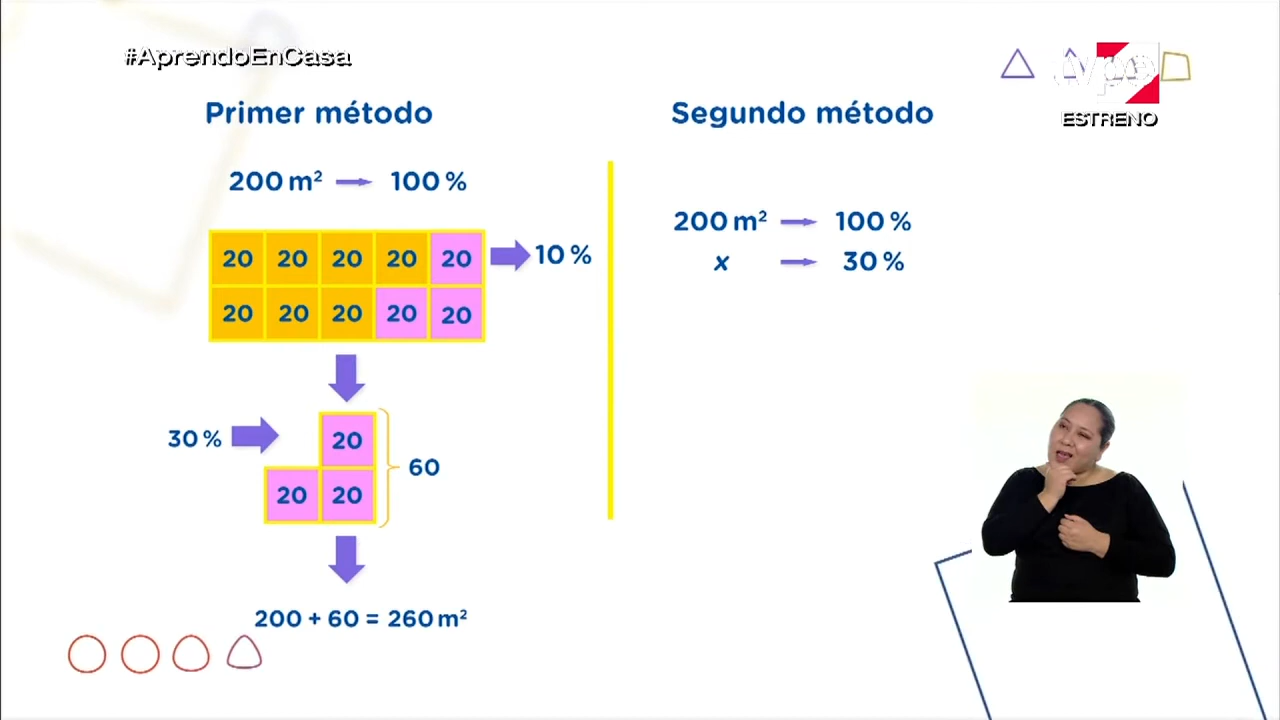 #AprendoEnCasa
tvpe
ESTRENO
Primer método
200 m² → 100 %
20 20 20 20 20 → 10 %
20 20 20 20 20
30 % → 20
20 20
60
200 + 60 = 260 m²
Segundo método
200 m² → 100 %
x → 30 %